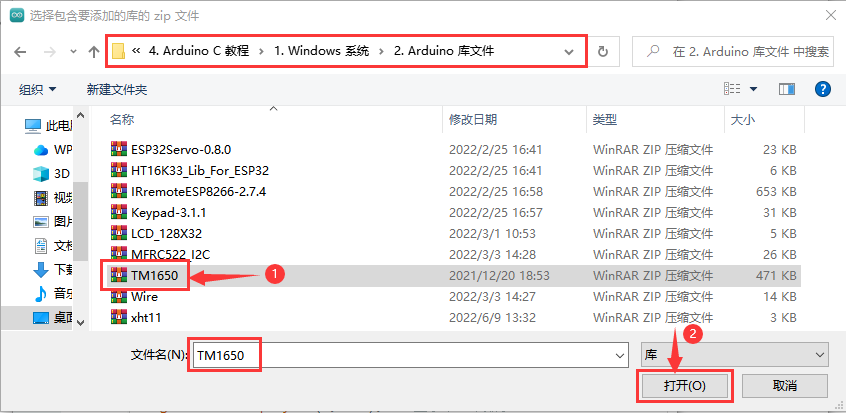 选择包含要添加的库的 zip 文件
« 4. Arduino C 教程 › 1. Windows 系统 › 2. Arduino 库文件
在 2. Arduino 库文件 中搜索
组织 新建文件夹
名称 修改日期 类型 大小
此电脑
WP
3D
视频
图片
文档
下载
音乐
桌面
ESP32Servo-0.8.0 2022/2/25 16:41 WinRAR ZIP 压缩文件 23 KB
HT16K33_Lib_For_ESP32 2022/2/25 16:41 WinRAR ZIP 压缩文件 6 KB
IRremoteESP8266-2.7.4 2022/2/25 16:58 WinRAR ZIP 压缩文件 653 KB
Keypad-3.1.1 2022/2/25 16:57 WinRAR ZIP 压缩文件 31 KB
LCD_128X32 2022/3/1 10:53 WinRAR ZIP 压缩文件 5 KB
MFRC522_I2C 2022/3/3 14:28 WinRAR ZIP 压缩文件 26 KB
TM1650 2021/12/20 18:53 WinRAR ZIP 压缩文件 471 KB
1
Wire 2022/3/3 14:27 WinRAR ZIP 压缩文件 14 KB
xht11 2022/6/9 13:32 WinRAR ZIP 压缩文件 3 KB
2
文件名(N): TM1650 库
打开(O) 取消